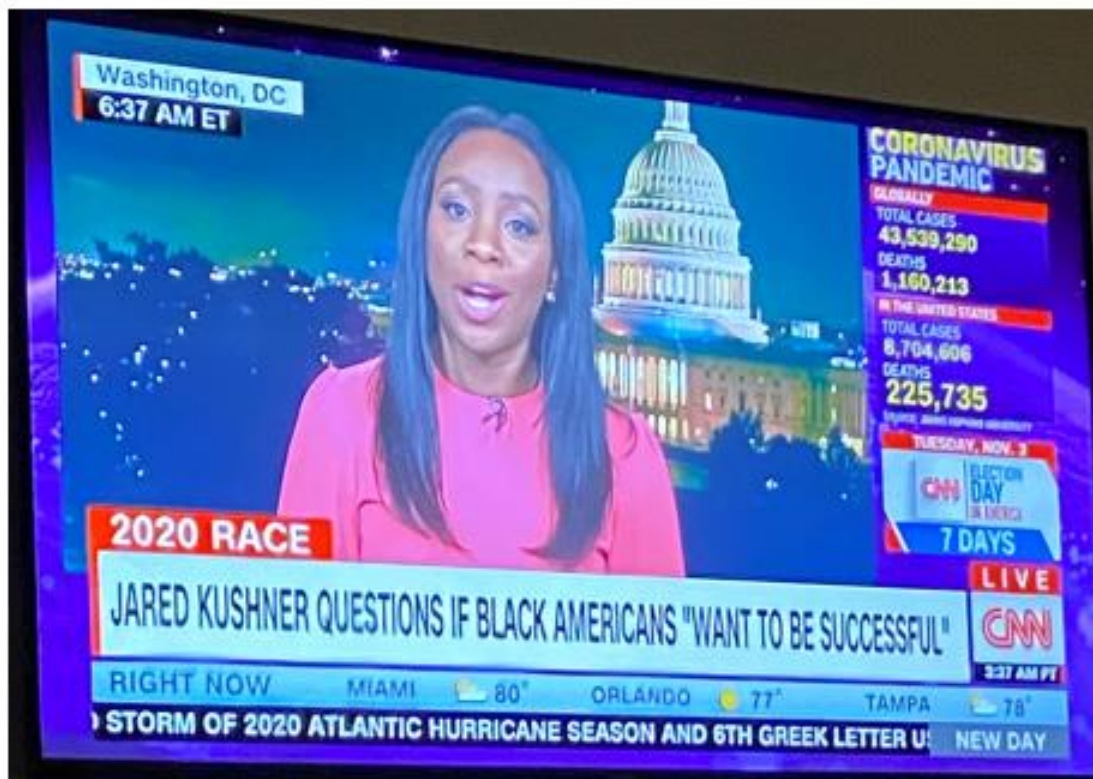 Washington, DC
6:37 AM ET
CORONAVIRUS
PANDEMIC
GLOBALLY
TOTAL CASES
43,539,290
DEATHS
1,160,213
IN THE UNITED STATES
TOTAL CASES
8,704,606
DEATHS
225,735
SOURCE: JOHNS HOPKINS UNIVERSITY
TUESDAY, NOV. 3
CNN
ELECTION
DAY
IN AMERICA
7 DAYS
2020 RACE
JARED KUSHNER QUESTIONS IF BLACK AMERICANS "WANT TO BE SUCCESSFUL"
LIVE
CNN
3:37 AM PT
RIGHT NOW MIAMI 80° ORLANDO 77° TAMPA 78°
STORM OF 2020 ATLANTIC HURRICANE SEASON AND 6TH GREEK LETTER
NEW DAY